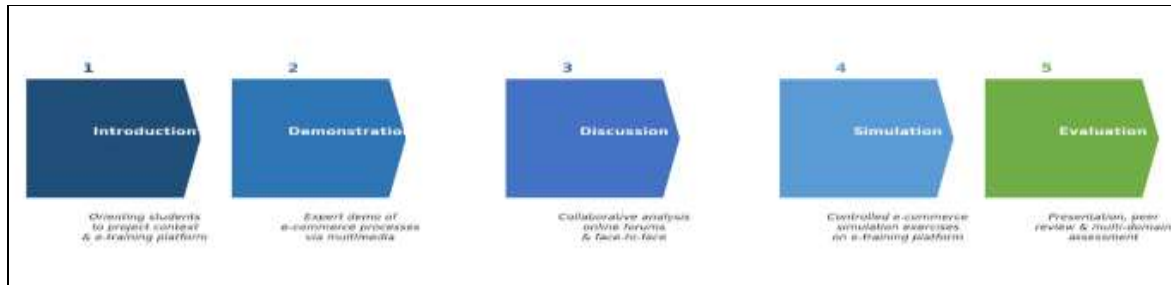 1
Introduction
Orienting students
to project context
& e-training platform
2
Demonstratio
Expert demo of
e-commerce processes
via multimedia
3
Discussion
Collaborative analysis
online forums
& face-to-face
4
Simulation
Controlled e-commerce
simulation exercises
on e-training platform
5
Evaluation
Presentation, peer
review & multi-domain
assessment